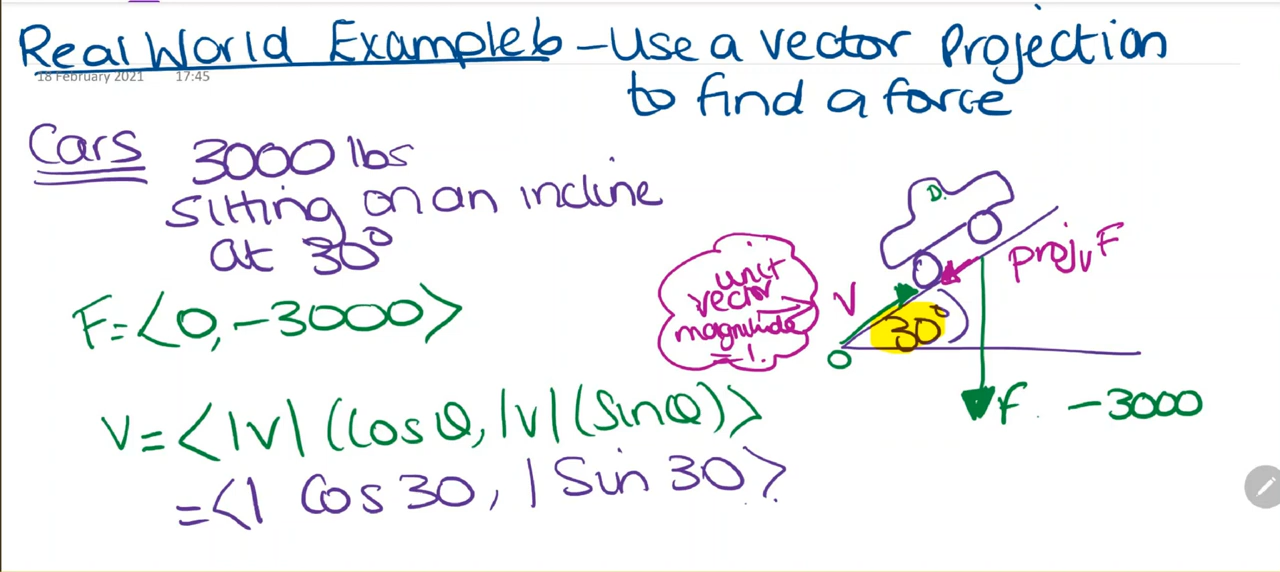 Real World Example 6 - Use a vector Projection
to find a force
18 February 2021 17:45
Cars 3000 lbs
sitting on an incline
at 30°
F = <0, -3000>
V = <|v| (Cos θ, |v| (Sin θ)>
= <1 Cos 30, 1 Sin 30>
unit
vector
magnitude
= 1.
V
30°
O
D.
projᵥF
F. -3000